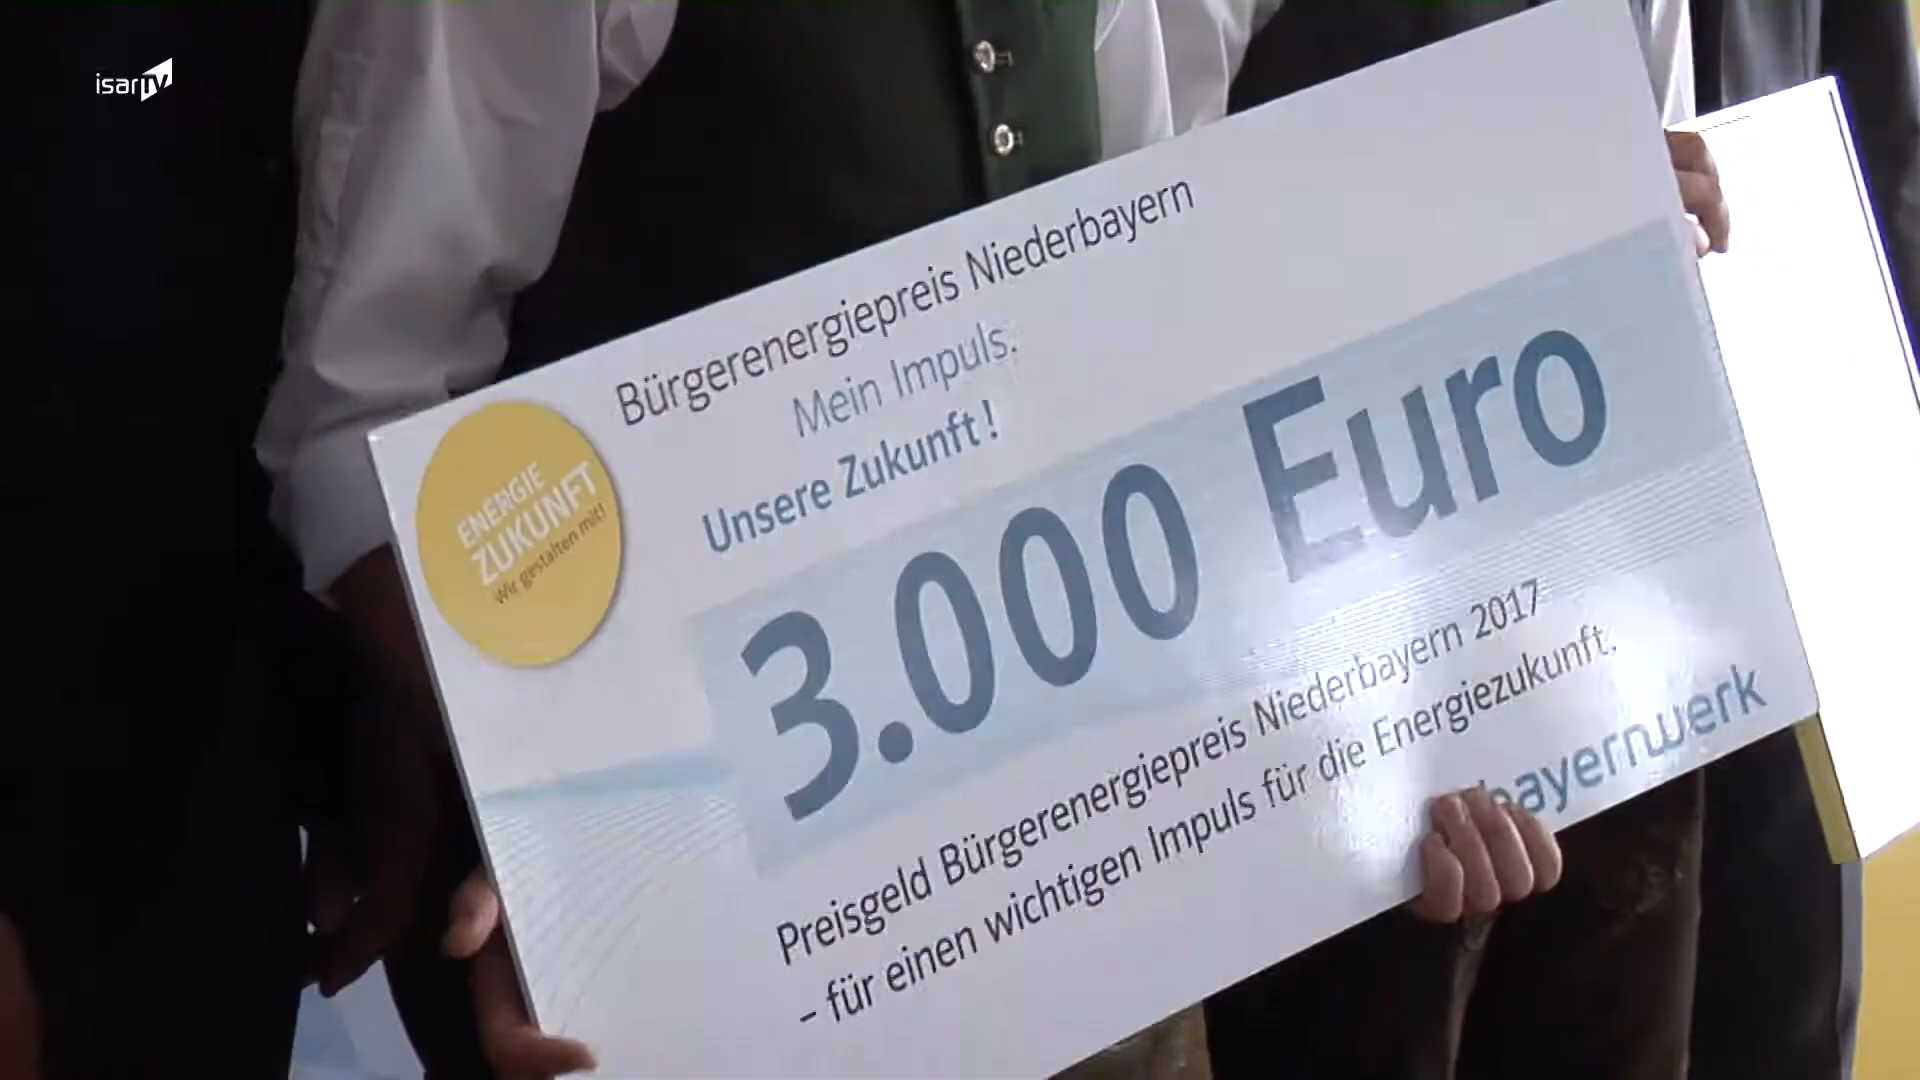 isarTV
Bürgerenergiepreis Niederbayern
Mein Impuls.
Unsere Zukunft!
ENERGIE
ZUKUNFT
Wir gestalten mit!
3.000 Euro
Preisgeld Bürgerenergiepreis Niederbayern 2017
– für einen wichtigen Impuls für die Energiezukunft.
bayernwerk